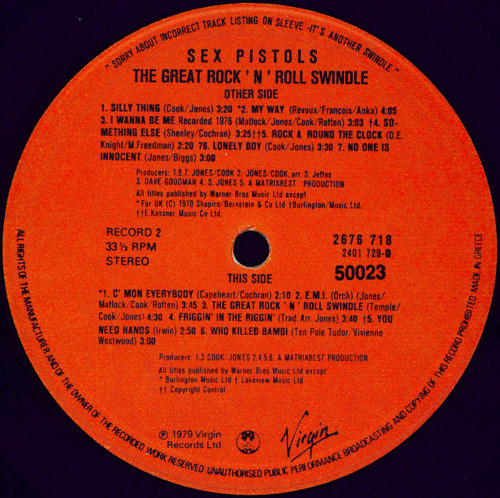 " SORRY ABOUT INCORRECT TRACK LISTING ON SLEEVE -IT'S ANOTHER SWINDLE "
SEX PISTOLS
THE GREAT ROCK 'N' ROLL SWINDLE
OTHER SIDE
1. SILLY THING (Cook/Jones) 3:20 *2. MY WAY (Revaux/Francois/Anka) 4:05
3. I WANNA BE ME Recorded 1976 (Matlock/Jones/Cook/Rotten) 3:03 †4. SO-
METHING ELSE (Sheeley/Cochran) 3:25††5. ROCK A ROUND THE CLOCK (D.E.
Knight/M.Freedman) 2:20 ?6. LONELY BOY (Cook/Jones) 3:30 ?. NO ONE IS
INNOCENT (Jones/Biggs) 3:00
Producers: 1.6.7. JONES/COOK 2. JONES/COOK, arr. S. Jeffes
3. DAVE GOODMAN 4. S. JONES 5. A MATRIXBEST PRODUCTION
All titles published by Warner Bros Music Ltd except
* For UK (C) 1970 Shapiro/Bernstein & Co Ltd †Burlington/Music Ltd.
††E.Kassner Music Co Ltd.
RECORD 2
33 ⅓ RPM
STEREO
2676 718
2401 729-B
50023
THIS SIDE
*1. C' MON EVERYBODY (Capeheart/Cochran) 2:10 2. E.M.I. (Orch) (Jones/
Matlock/Cook/Rotten) 3:45 3. THE GREAT ROCK 'N' ROLL SWINDLE (Temple/
Cook/Jones) 4:30 4. FRIGGIN' IN THE RIGGIN' (Trad. Arr. Jones) 3:40 †5. YOU
NEED HANDS (Irwin) 2:50 6. WHO KILLED BAMBI (Ten Pole Tudor/Vivienne
Westwood) 3:00
Producers: 1.3 COOK/JONES 2.4.5.6. A MATRIXBEST PRODUCTION
All titles published by Warner Bros Music Ltd except
* Burlington Music Ltd † Lakeview Music Ltd
†† Copyright Control
℗ 1979 Virgin
Records Ltd
Virgin
ALL RIGHTS OF THE MANUFACTURER AND OF THE OWNER OF THE RECORDED WORK RESERVED. UNAUTHORISED PUBLIC PERFORMANCE BROADCASTING AND COPYING OF THIS RECORD PROHIBITED MADE IN GREECE